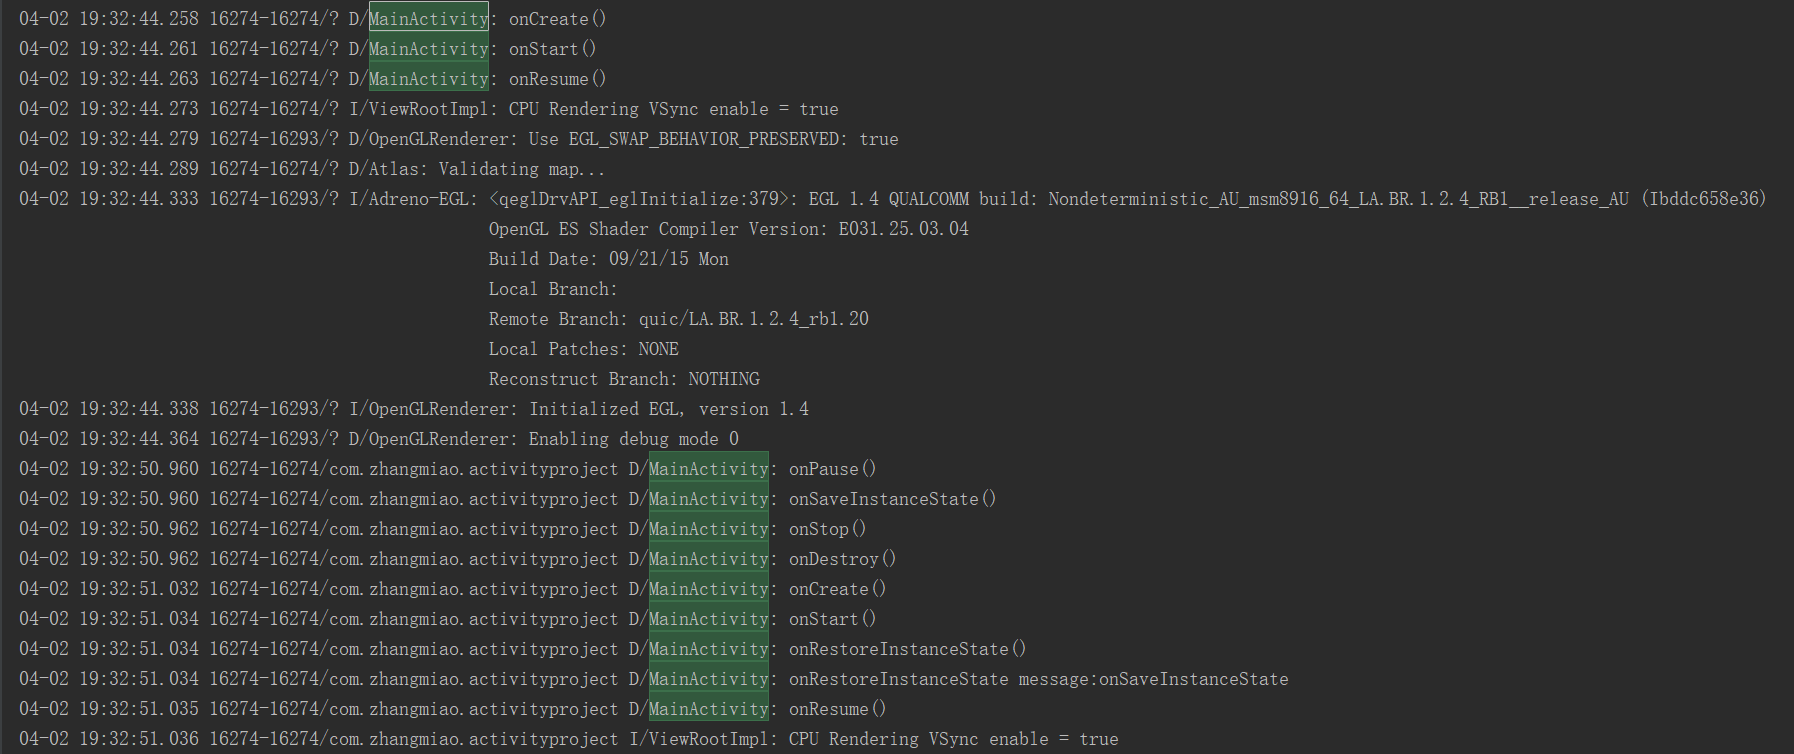 04-02 19:32:44.258 16274-16274/? D/MainActivity: onCreate()
04-02 19:32:44.261 16274-16274/? D/MainActivity: onStart()
04-02 19:32:44.263 16274-16274/? D/MainActivity: onResume()
04-02 19:32:44.273 16274-16274/? I/ViewRootImpl: CPU Rendering VSync enable = true
04-02 19:32:44.279 16274-16293/? D/OpenGLRenderer: Use EGL_SWAP_BEHAVIOR_PRESERVED: true
04-02 19:32:44.289 16274-16274/? D/Atlas: Validating map...
04-02 19:32:44.333 16274-16293/? I/Adreno-EGL: <qeglDrvAPI_eglInitialize:379>: EGL 1.4 QUALCOMM build: Nondeterministic_AU_msm8916_64_LA.BR.1.2.4_RB1__release_AU (Ibddc658e36)
OpenGL ES Shader Compiler Version: E031.25.03.04
Build Date: 09/21/15 Mon
Local Branch:
Remote Branch: quic/LA.BR.1.2.4_rb1.20
Local Patches: NONE
Reconstruct Branch: NOTHING
04-02 19:32:44.338 16274-16293/? I/OpenGLRenderer: Initialized EGL, version 1.4
04-02 19:32:44.364 16274-16293/? D/OpenGLRenderer: Enabling debug mode 0
04-02 19:32:50.960 16274-16274/com.zhangmiao.activityproject D/MainActivity: onPause()
04-02 19:32:50.960 16274-16274/com.zhangmiao.activityproject D/MainActivity: onSaveInstanceState()
04-02 19:32:50.962 16274-16274/com.zhangmiao.activityproject D/MainActivity: onStop()
04-02 19:32:50.962 16274-16274/com.zhangmiao.activityproject D/MainActivity: onDestroy()
04-02 19:32:51.032 16274-16274/com.zhangmiao.activityproject D/MainActivity: onCreate()
04-02 19:32:51.034 16274-16274/com.zhangmiao.activityproject D/MainActivity: onStart()
04-02 19:32:51.034 16274-16274/com.zhangmiao.activityproject D/MainActivity: onRestoreInstanceState()
04-02 19:32:51.034 16274-16274/com.zhangmiao.activityproject D/MainActivity: onRestoreInstanceState message:onSaveInstanceState
04-02 19:32:51.035 16274-16274/com.zhangmiao.activityproject D/MainActivity: onResume()
04-02 19:32:51.036 16274-16274/com.zhangmiao.activityproject I/ViewRootImpl: CPU Rendering VSync enable = true